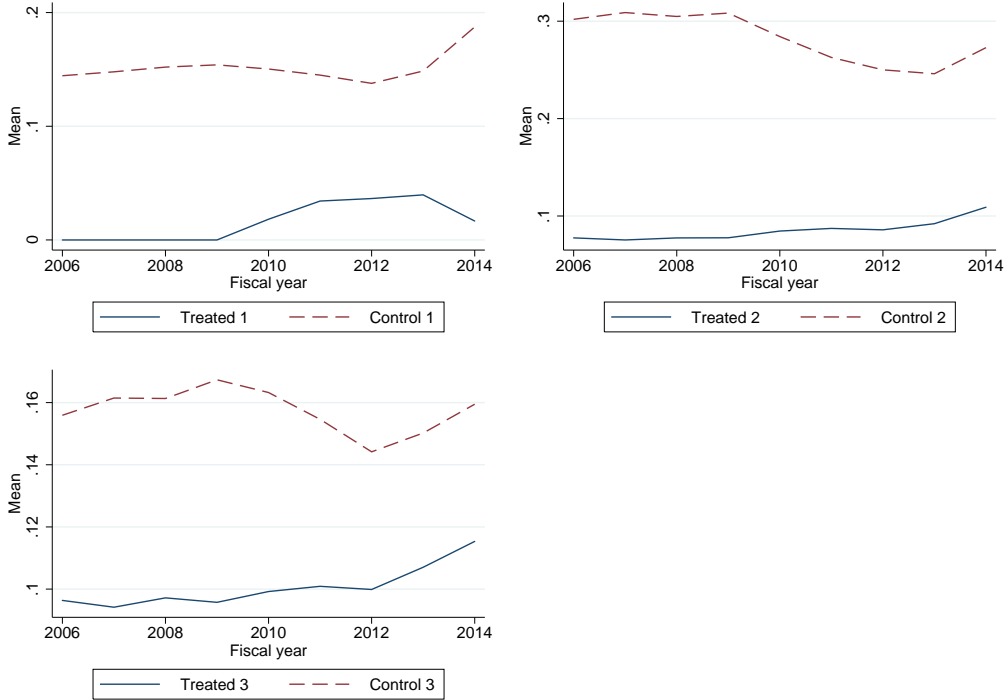 .2
.1
0
Mean
2006 2008 2010 2012 2014
Fiscal year
Treated 1 Control 1
.3
.2
.1
Mean
2006 2008 2010 2012 2014
Fiscal year
Treated 2 Control 2
.16
.14
.12
.1
Mean
2006 2008 2010 2012 2014
Fiscal year
Treated 3 Control 3